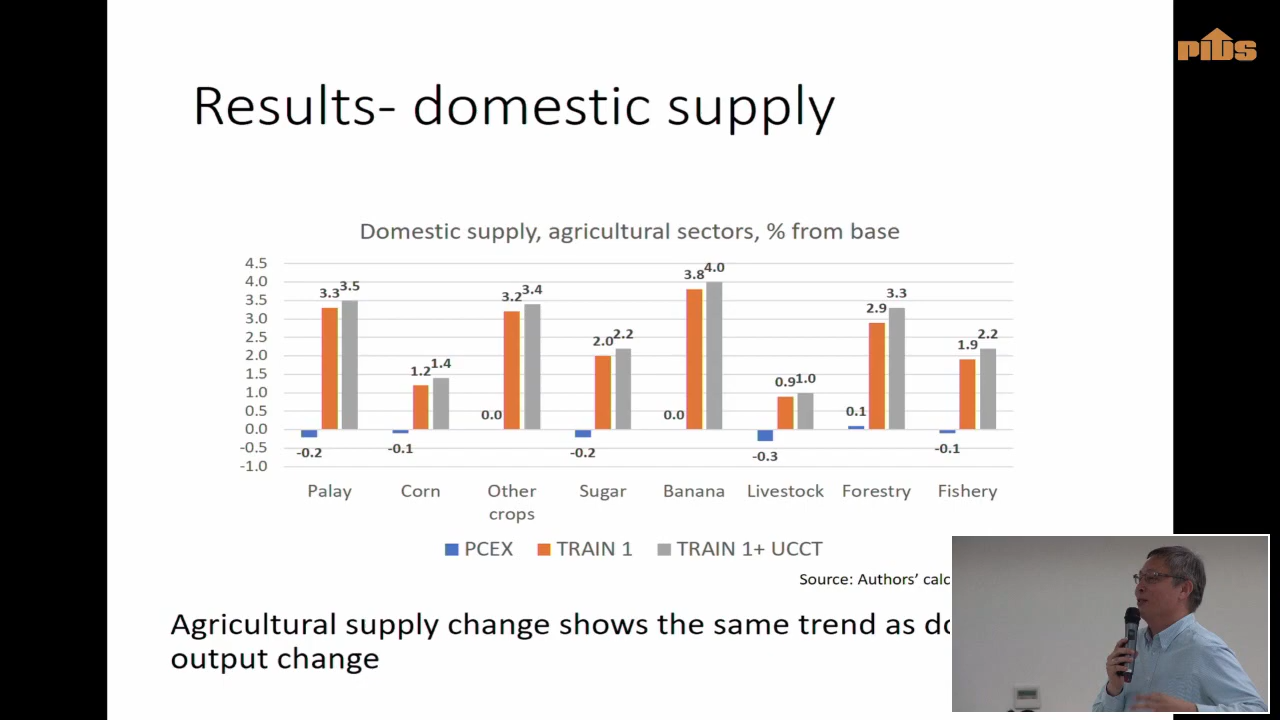 PIDS
Results- domestic supply
Domestic supply, agricultural sectors, % from base
4.5
4.0
3.5
3.0
2.5
2.0
1.5
1.0
0.5
0.0
-0.5
-1.0
3.3 3.5
1.2 1.4
3.2 3.4
2.0 2.2
3.8 4.0
0.9 1.0
2.9 3.3
1.9 2.2
-0.2 -0.1 0.0 -0.2 0.0 -0.3 0.1 -0.1
Palay Corn Other crops Sugar Banana Livestock Forestry Fishery
PCEX TRAIN 1 TRAIN 1+ UCCT
Source: Authors’ calc
Agricultural supply change shows the same trend as
output change